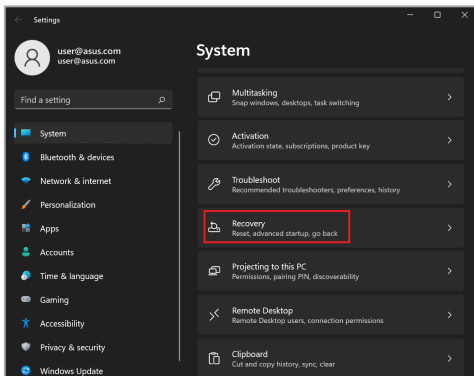 Settings
user@asus.com
user@asus.com
Find a setting
System
Bluetooth & devices
Network & internet
Personalization
Apps
Accounts
Time & language
Gaming
Accessibility
Privacy & security
Windows Update
System
Multitasking
Snap windows, desktops, task switching
Activation
Activation state, subscriptions, product key
Troubleshoot
Recommended troubleshooters, preferences, history
Recovery
Reset, advanced startup, go back
Projecting to this PC
Permissions, pairing PIN, discoverability
Remote Desktop
Remote Desktop users, connection permissions
Clipboard
Cut and copy history, sync, clear